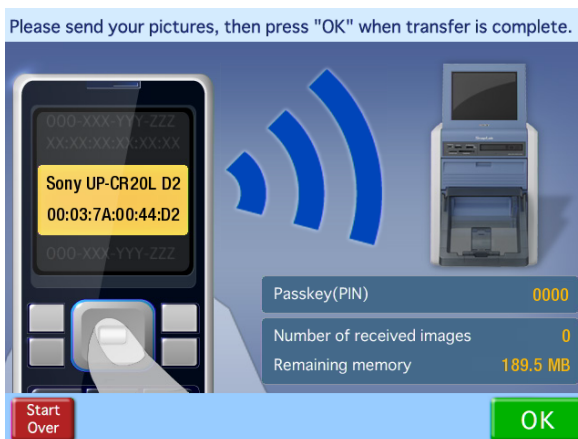 Please send your pictures, then press "OK" when transfer is complete.
OOO-XXX-YYY-ZZZ
XX:XX:XX:XX:XX:XX
Sony UP-CR20L D2
00:03:7A:00:44:D2
OOO-XXX-YYY-ZZZ
Passkey(PIN) 0000
Number of received images 0
Remaining memory 189.5 MB
Start
Over
OK